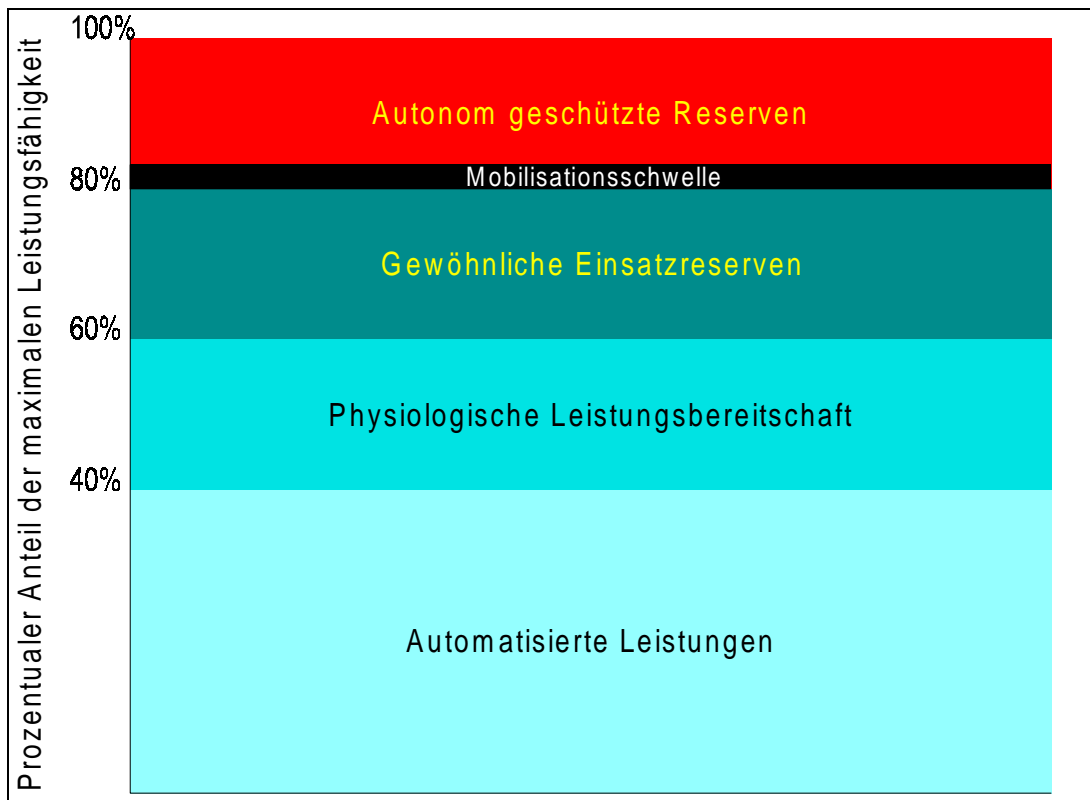 Prozentualer Anteil der maximalen Leistungsfähigkeit
100%
Autonom geschützte Reserven
80%
Mobilisationsschwelle
Gewöhnliche Einsatzreserven
60%
Physiologische Leistungsbereitschaft
40%
Automatisierte Leistungen